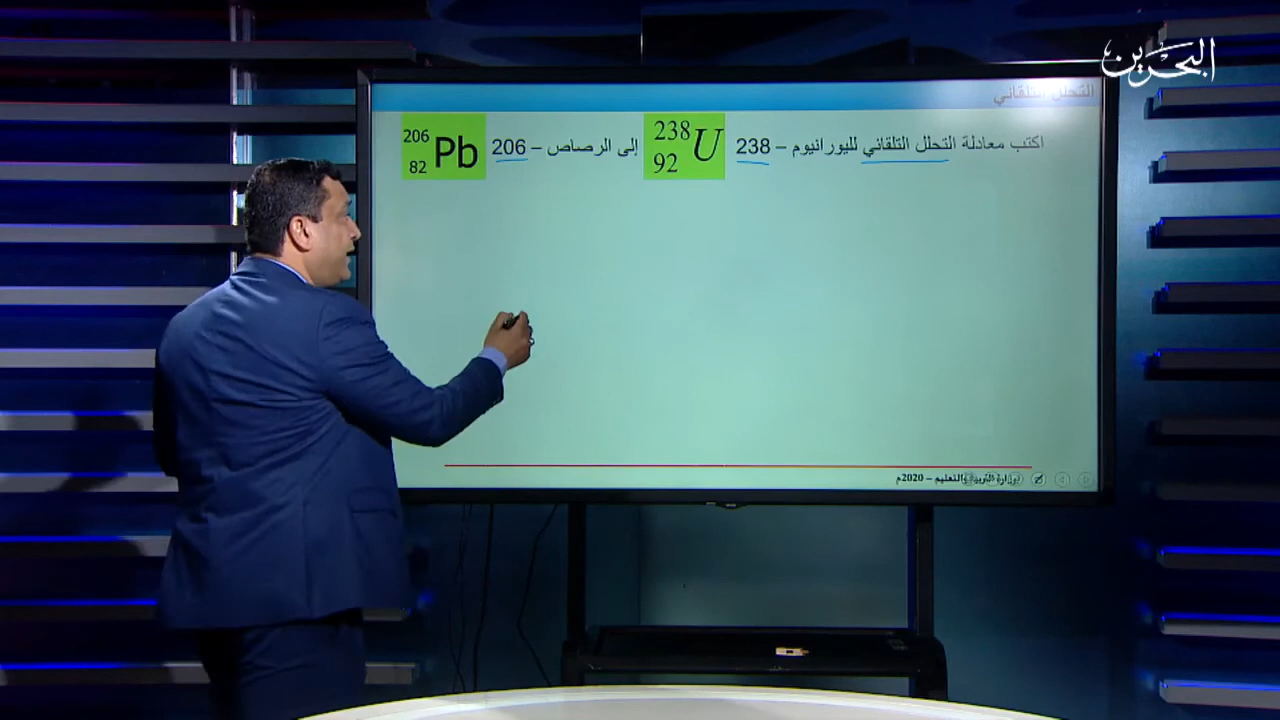 البحرين
التحلل التلقائي
اكتب معادلة التحلل التلقائي لليورانيوم – 238 238 92 U إلى الرصاص – 206 206 82 Pb
وزارة التربية والتعليم – 2020م